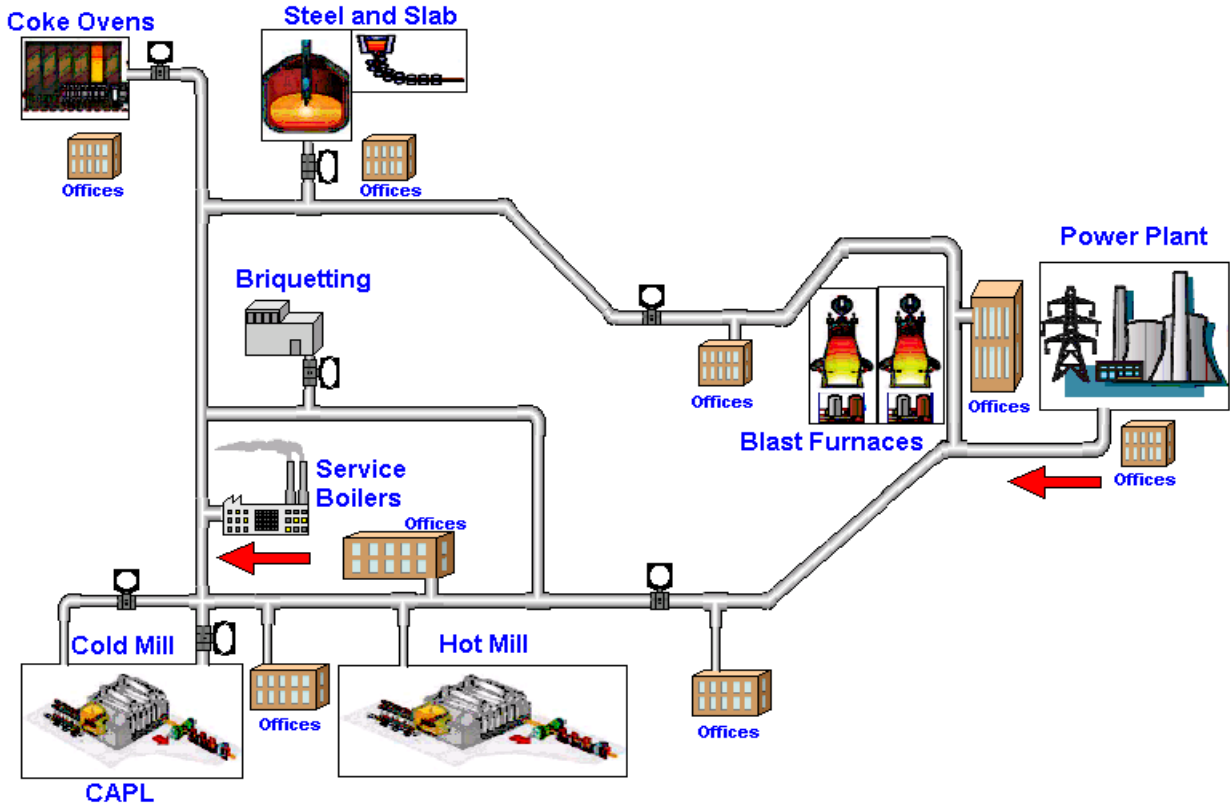 Coke Ovens
Steel and Slab
Offices
Offices
Power Plant
Briquetting
Offices
Offices
Blast Furnaces
Offices
Service
Boilers
Offices
Cold Mill
Hot Mill
Offices
Offices
CAPL